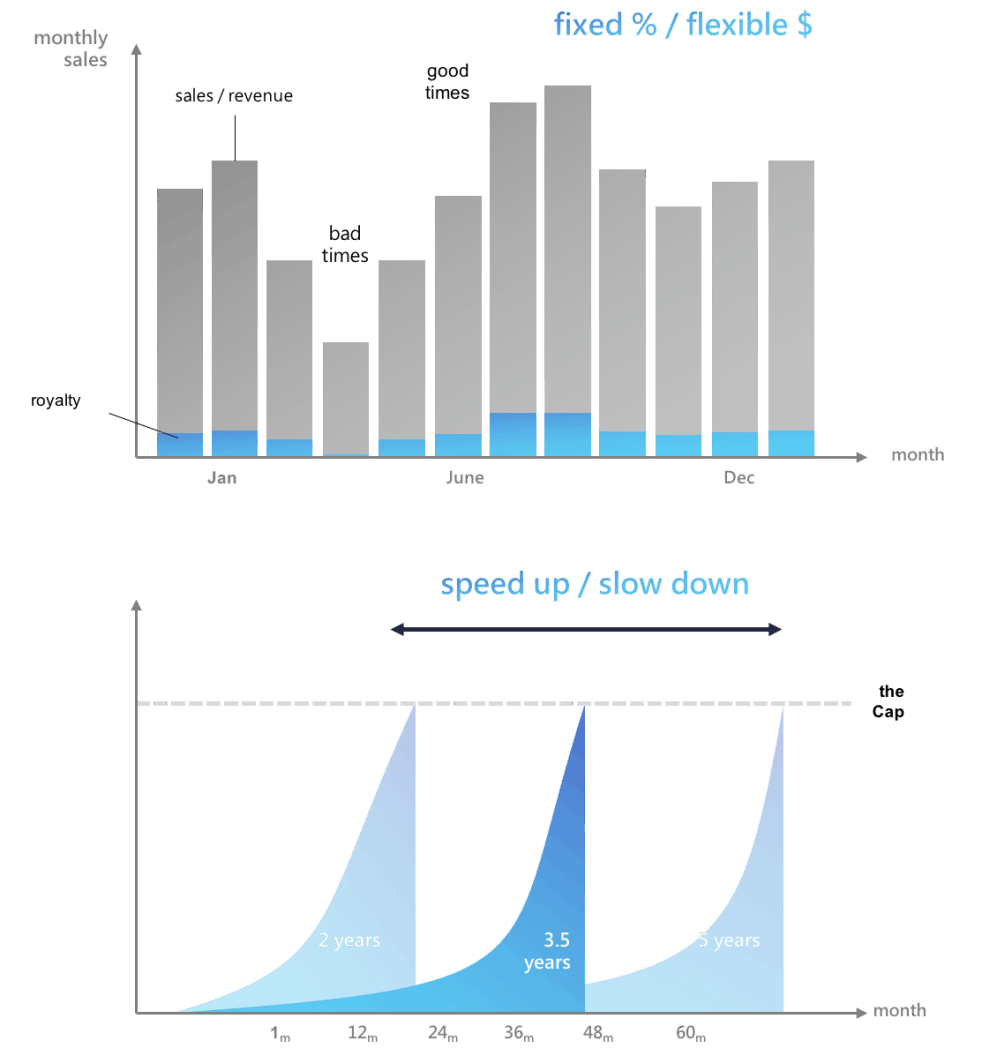 fixed % / flexible $
monthly
sales
good
times
sales / revenue
bad
times
royalty
month
Jan June Dec
speed up / slow down
the
Cap
2 years
3.5
years
5 years
month
1m 12m 24m 36m 48m 60m